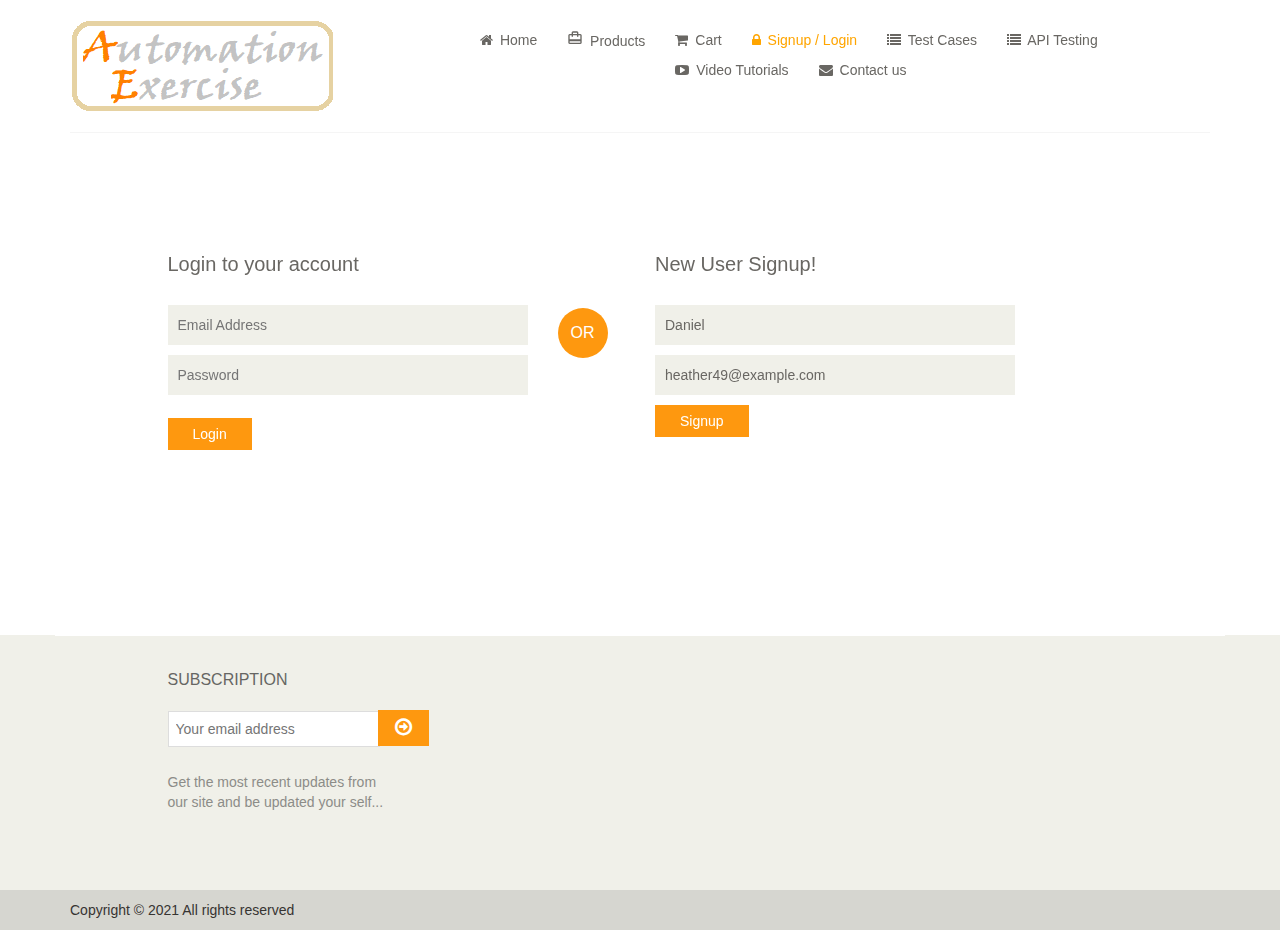 Automation
Exercise
Home
Products
Cart
Signup / Login
Test Cases
API Testing
Video Tutorials
Contact us
Login to your account
Email Address
Password
Login
OR
New User Signup!
Daniel
heather49@example.com
Signup
SUBSCRIPTION
Your email address
Get the most recent updates from
our site and be updated your self...
Copyright © 2021 All rights reserved